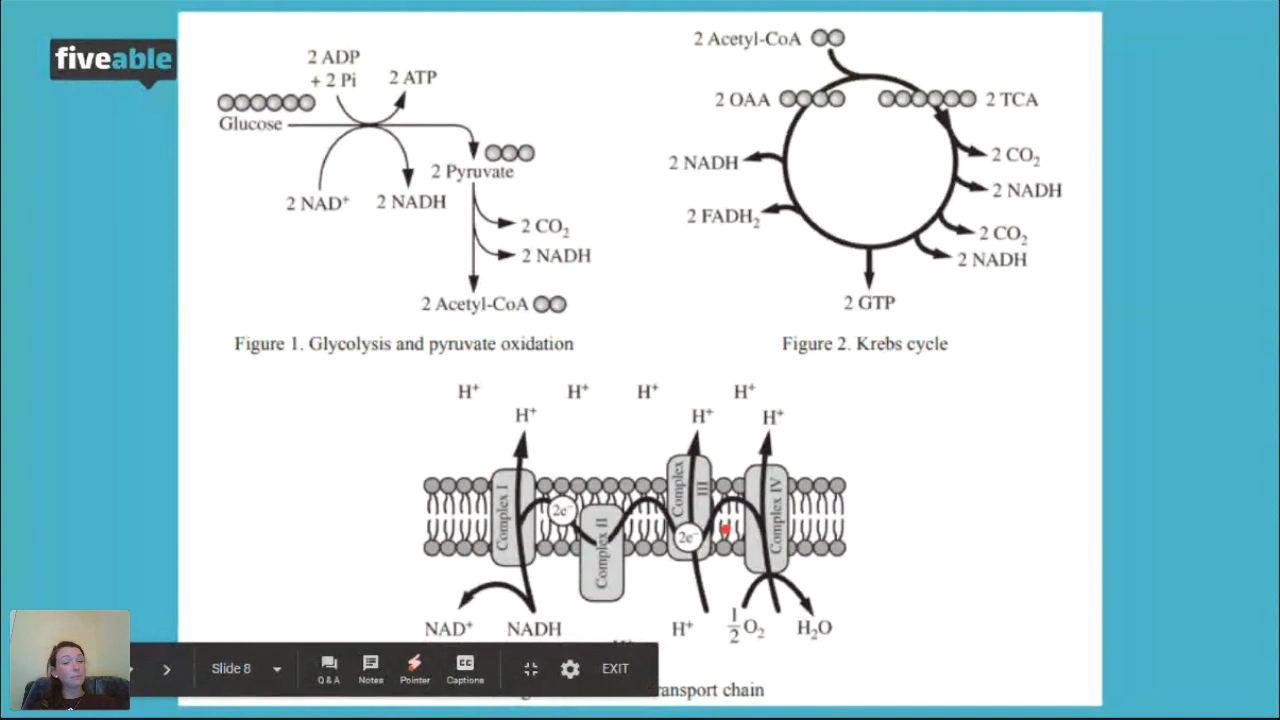 fiveable
2 ADP
+ 2 Pi
2 ATP
Glucose
2 NAD⁺
2 NADH
2 Pyruvate
2 CO₂
2 NADH
2 Acetyl-CoA
Figure 1. Glycolysis and pyruvate oxidation
2 Acetyl-CoA
2 OAA
2 TCA
2 CO₂
2 NADH
2 NADH
2 FADH₂
2 CO₂
2 NADH
2 GTP
Figure 2. Krebs cycle
H⁺ H⁺ H⁺ H⁺
H⁺ H⁺ H⁺
Complex I
2e⁻
Complex II
Complex III
2e⁻
Complex IV
NAD⁺ NADH H⁺ ½O₂ H₂O
Slide 8
Q & A
Notes
Pointer
Captions
EXIT
transport chain